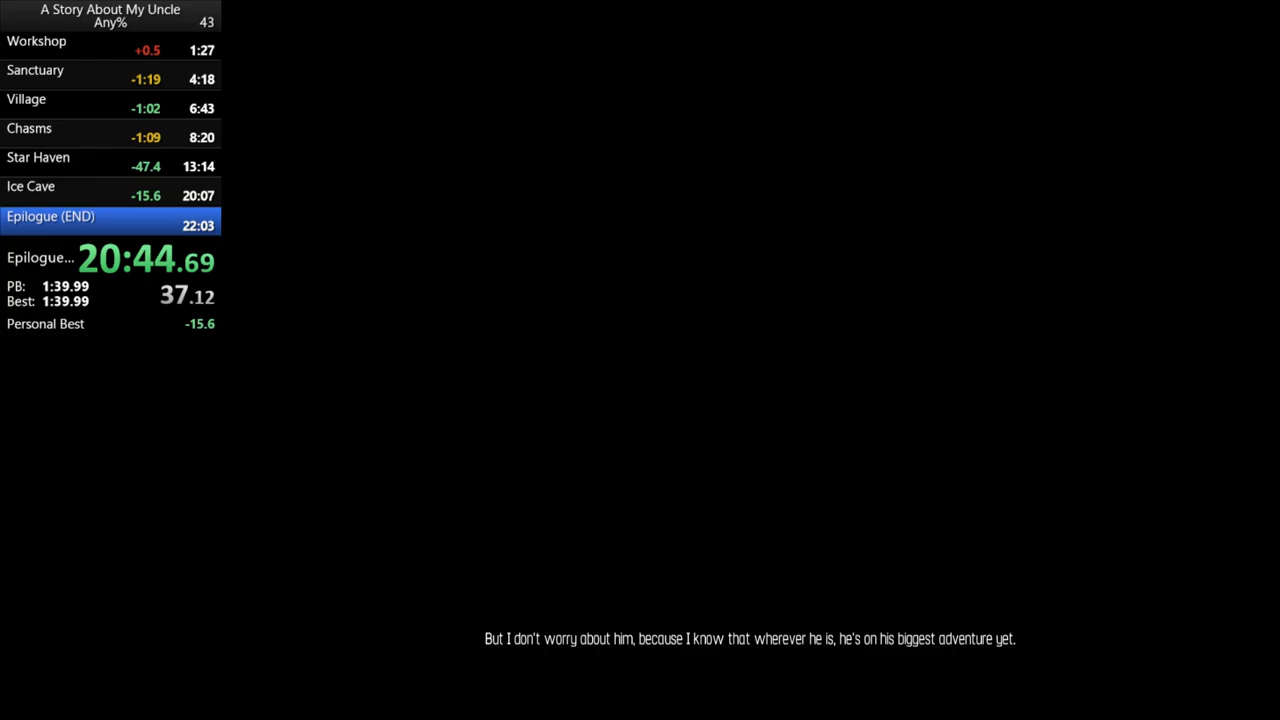 A Story About My Uncle
Any% 43
Workshop +0.5 1:27
Sanctuary -1:19 4:18
Village -1:02 6:43
Chasms -1:09 8:20
Star Haven -47.4 13:14
Ice Cave -15.6 20:07
Epilogue (END) 22:03
Epilogue... 20:44.69
PB: 1:39.99
Best: 1:39.99
37.12
Personal Best -15.6
But I don't worry about him, because I know that wherever he is, he's on his biggest adventure yet.